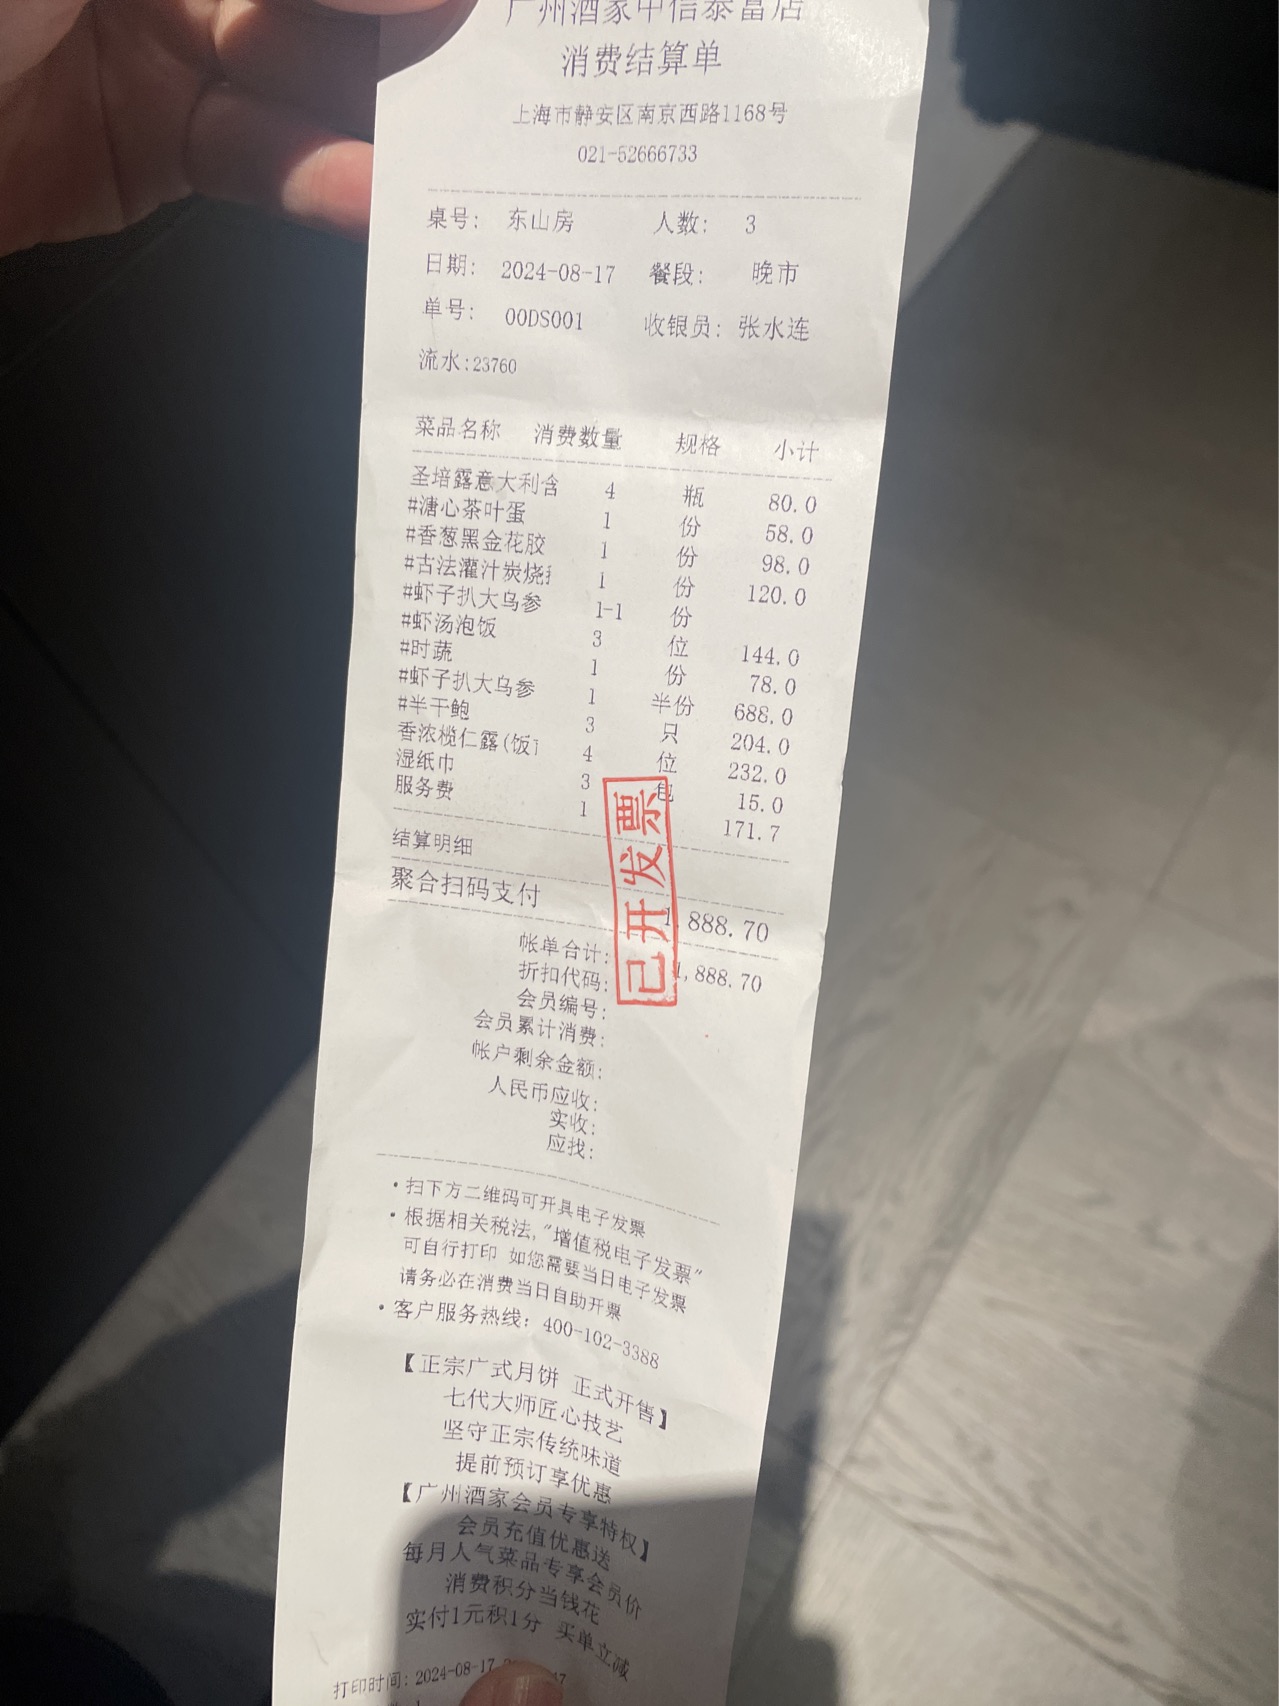 广州酒家中信泰富店
消费结算单
上海市静安区南京西路1168号
021-52666733
桌号: 东山房 人数: 3
日期: 2024-08-17 餐段: 晚市
单号: 00DS001 收银员: 张水连
流水:23760
菜品名称 消费数量 规格 小计
圣培露意大利含 4 瓶 80.0
#溏心茶叶蛋 1 份 58.0
#香葱黑金花胶 1 份 98.0
#古法灌汁炭烧 1 份 120.0
#虾子扒大乌参 1-1 份
#虾汤泡饭 3 位 144.0
#时蔬 1 份 78.0
#虾子扒大乌参 1 半份 688.0
#半干鲍 3 只 204.0
香浓榄仁露(饭 4 位 232.0
湿纸巾 3 包 15.0
服务费 1 171.7
结算明细
聚合扫码支付 1,888.70
帐单合计: 1,888.70
折扣代码:
会员编号:
会员累计消费:
帐户剩余金额:
人民币应收:
实收:
应找:
已开发票
·扫下方二维码可开具电子发票
·根据相关税法,"增值税电子发票"
可自行打印 如您需要当日电子发票
请务必在消费当日自助开票
·客户服务热线: 400-102-3388
【正宗广式月饼 正式开售】
七代大师匠心技艺
坚守正宗传统味道
提前预订享优惠
【广州酒家会员专享特权】
会员充值优惠送
每月人气菜品专享会员价
消费积分当钱花
实付1元积1分 买单立减
打印时间: 2024-08-17